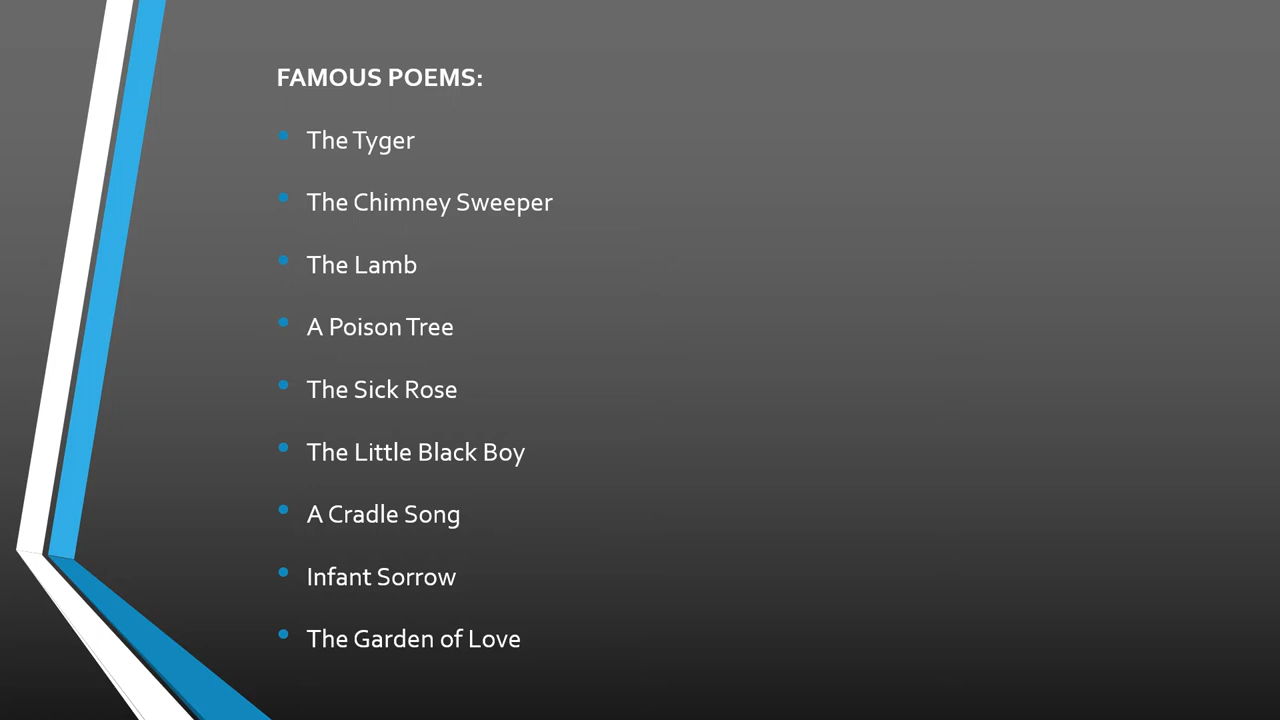 FAMOUS POEMS:
The Tyger
The Chimney Sweeper
The Lamb
A Poison Tree
The Sick Rose
The Little Black Boy
A Cradle Song
Infant Sorrow
The Garden of Love